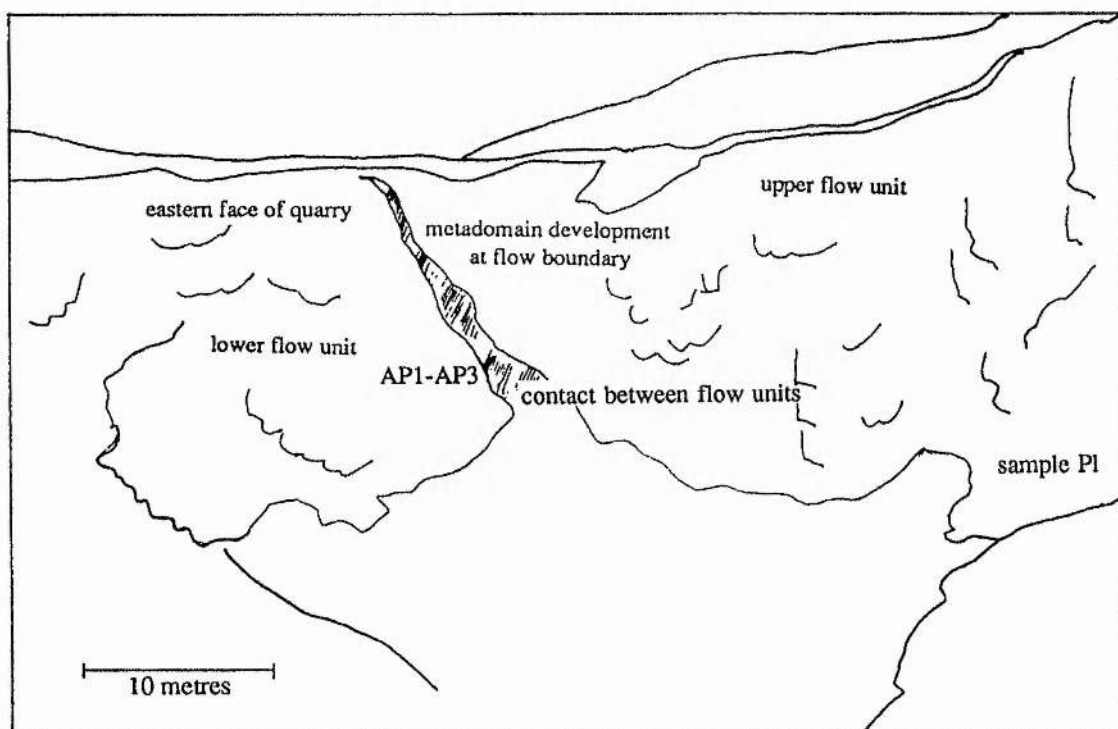 upper flow unit
eastern face of quarry
metadomain development
at flow boundary
lower flow unit
AP1-AP3
contact between flow units
sample P1
10 metres